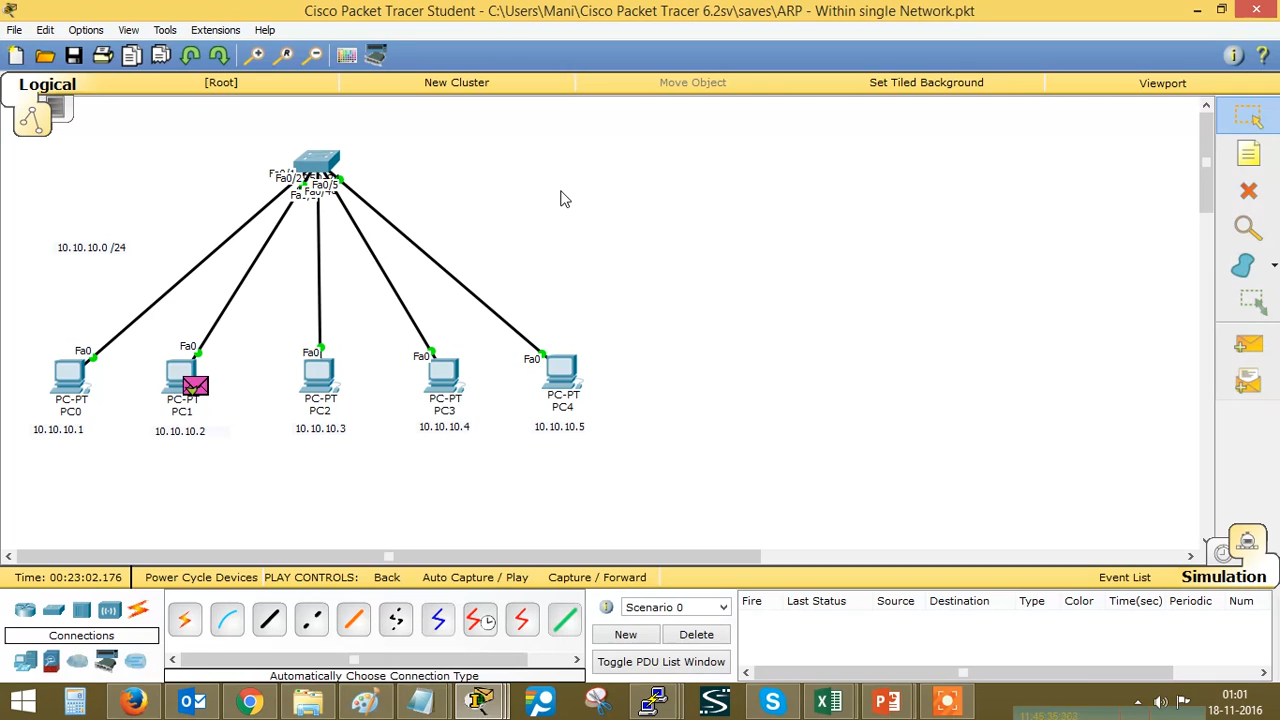 Cisco Packet Tracer Student - C:\Users\Mani\Cisco Packet Tracer 6.2sv\saves\ARP - Within single Network.pkt
File Edit Options View Tools Extensions Help
Logical [Root] New Cluster Move Object Set Tiled Background Viewport
Fa0/2 Fa0/5
10.10.10.0 /24
Fa0 Fa0 Fa0 Fa0 Fa0
PC-PT PC-PT PC-PT PC-PT PC-PT
PC0 PC1 PC2 PC3 PC4
10.10.10.1 10.10.10.2 10.10.10.3 10.10.10.4 10.10.10.5
Time: 00:23:02.176 Power Cycle Devices PLAY CONTROLS: Back Auto Capture / Play Capture / Forward Event List Simulation
Scenario 0
Fire Last Status Source Destination Type Color Time(sec) Periodic Num
Connections
New Delete
Toggle PDU List Window
Automatically Choose Connection Type
01:01
18-11-2016